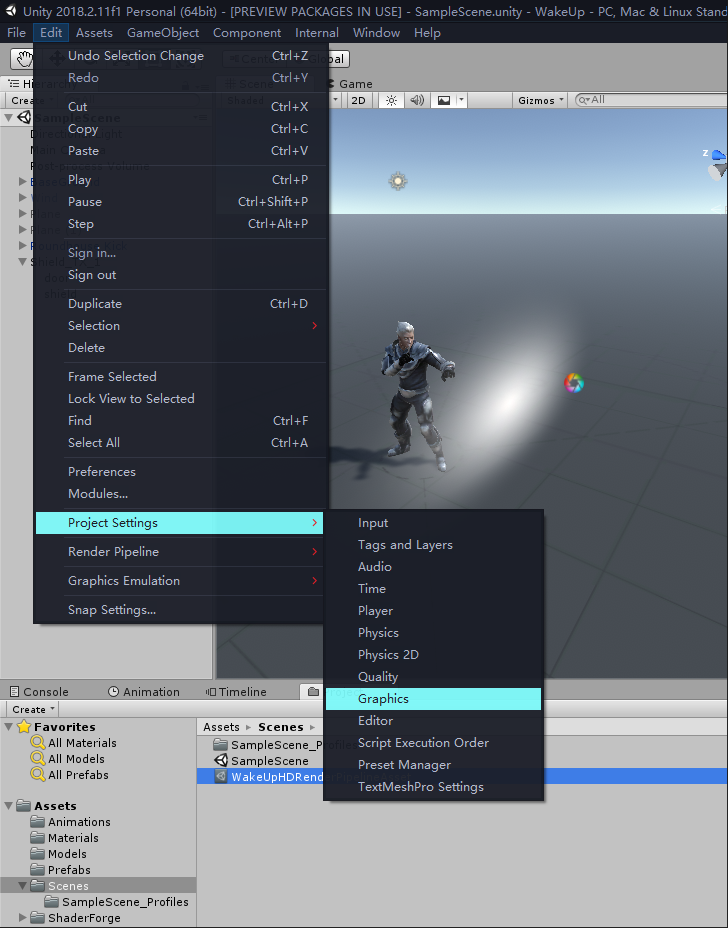 Unity 2018.2.11f1 Personal (64bit) - [PREVIEW PACKAGES IN USE] - SampleScene.unity - WakeUp - PC, Mac & Linux Stand
File Edit Assets GameObject Component Internal Window Help
Undo Selection Change Ctrl+Z
Redo Ctrl+Y
Cut Ctrl+X
Copy Ctrl+C
Paste Ctrl+V
Play Ctrl+P
Pause Ctrl+Shift+P
Step Ctrl+Alt+P
Sign in...
Sign out
Duplicate Ctrl+D
Selection
Delete
Frame Selected
Lock View to Selected
Find Ctrl+F
Select All Ctrl+A
Preferences
Modules...
Project Settings
Render Pipeline
Graphics Emulation
Snap Settings...
Input
Tags and Layers
Audio
Time
Player
Physics
Physics 2D
Quality
Graphics
Editor
Script Execution Order
Preset Manager
TextMeshPro Settings
Hierarchy
Create
SampleScene
Scene Game
Shaded 2D Gizmos All
z
Console Animation Timeline
Create
Favorites
All Materials
All Models
All Prefabs
Assets
Animations
Materials
Models
Prefabs
Scenes
SampleScene_Profiles
ShaderForge
Assets Scenes
SampleScene_Profiles
SampleScene
WakeUpHDRend